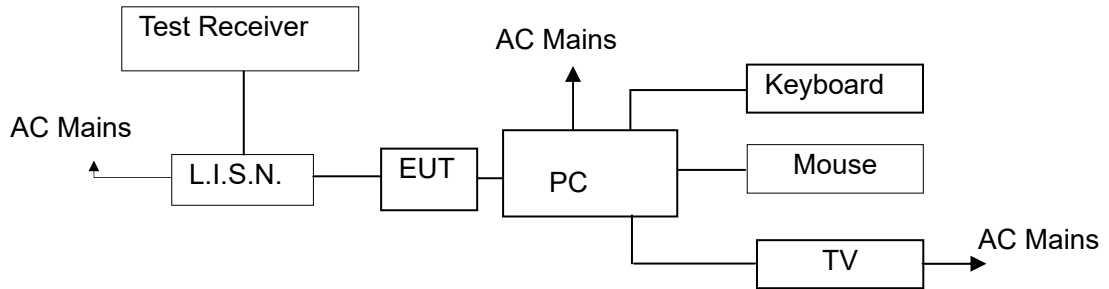 Test Receiver
AC Mains
Keyboard
AC Mains
L.I.S.N.
EUT
PC
Mouse
TV
AC Mains